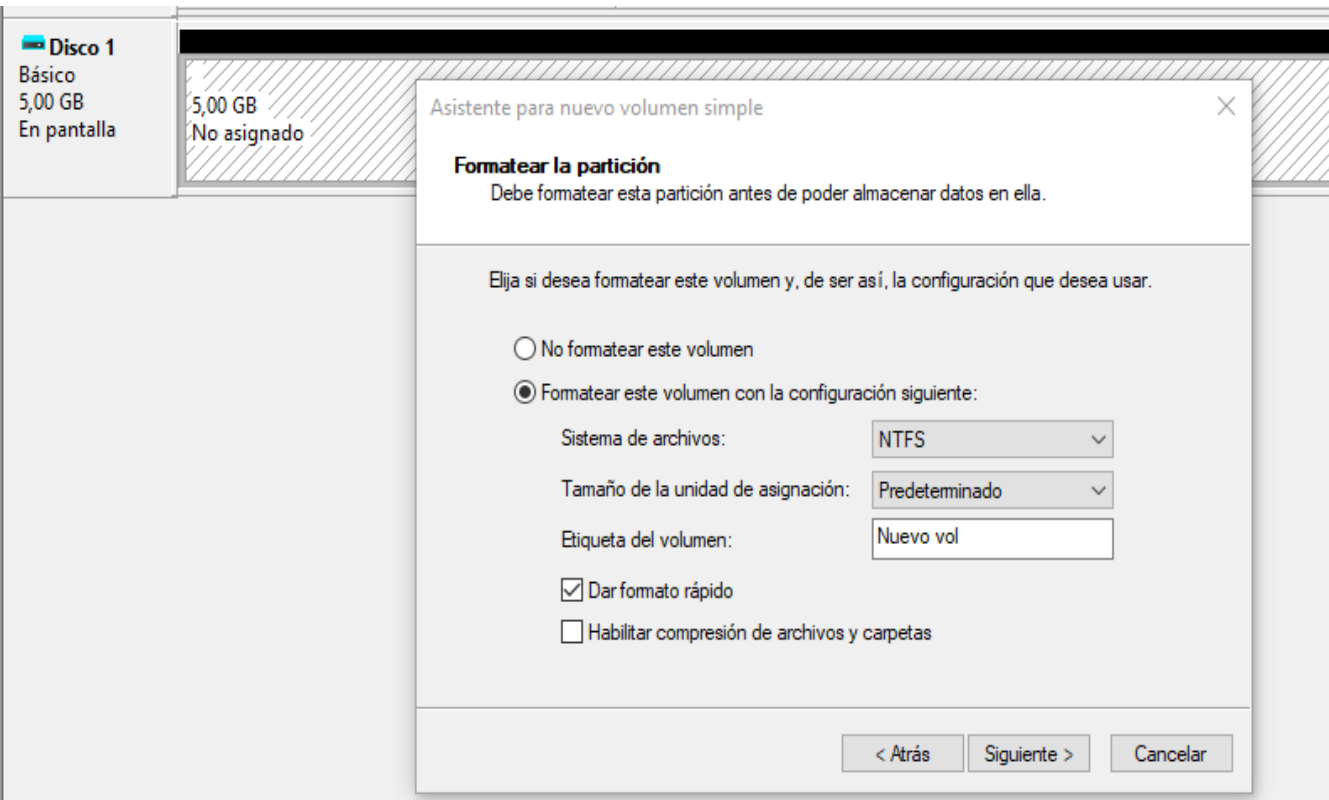 Disco 1
Básico
5,00 GB
En pantalla
5,00 GB
No asignado
Asistente para nuevo volumen simple
Formatear la partición
Debe formatear esta partición antes de poder almacenar datos en ella.
Elija si desea formatear este volumen y, de ser así, la configuración que desea usar.
No formatear este volumen
Formatear este volumen con la configuración siguiente:
Sistema de archivos: NTFS
Tamaño de la unidad de asignación: Predeterminado
Etiqueta del volumen: Nuevo vol
Dar formato rápido
Habilitar compresión de archivos y carpetas
< Atrás Siguiente > Cancelar